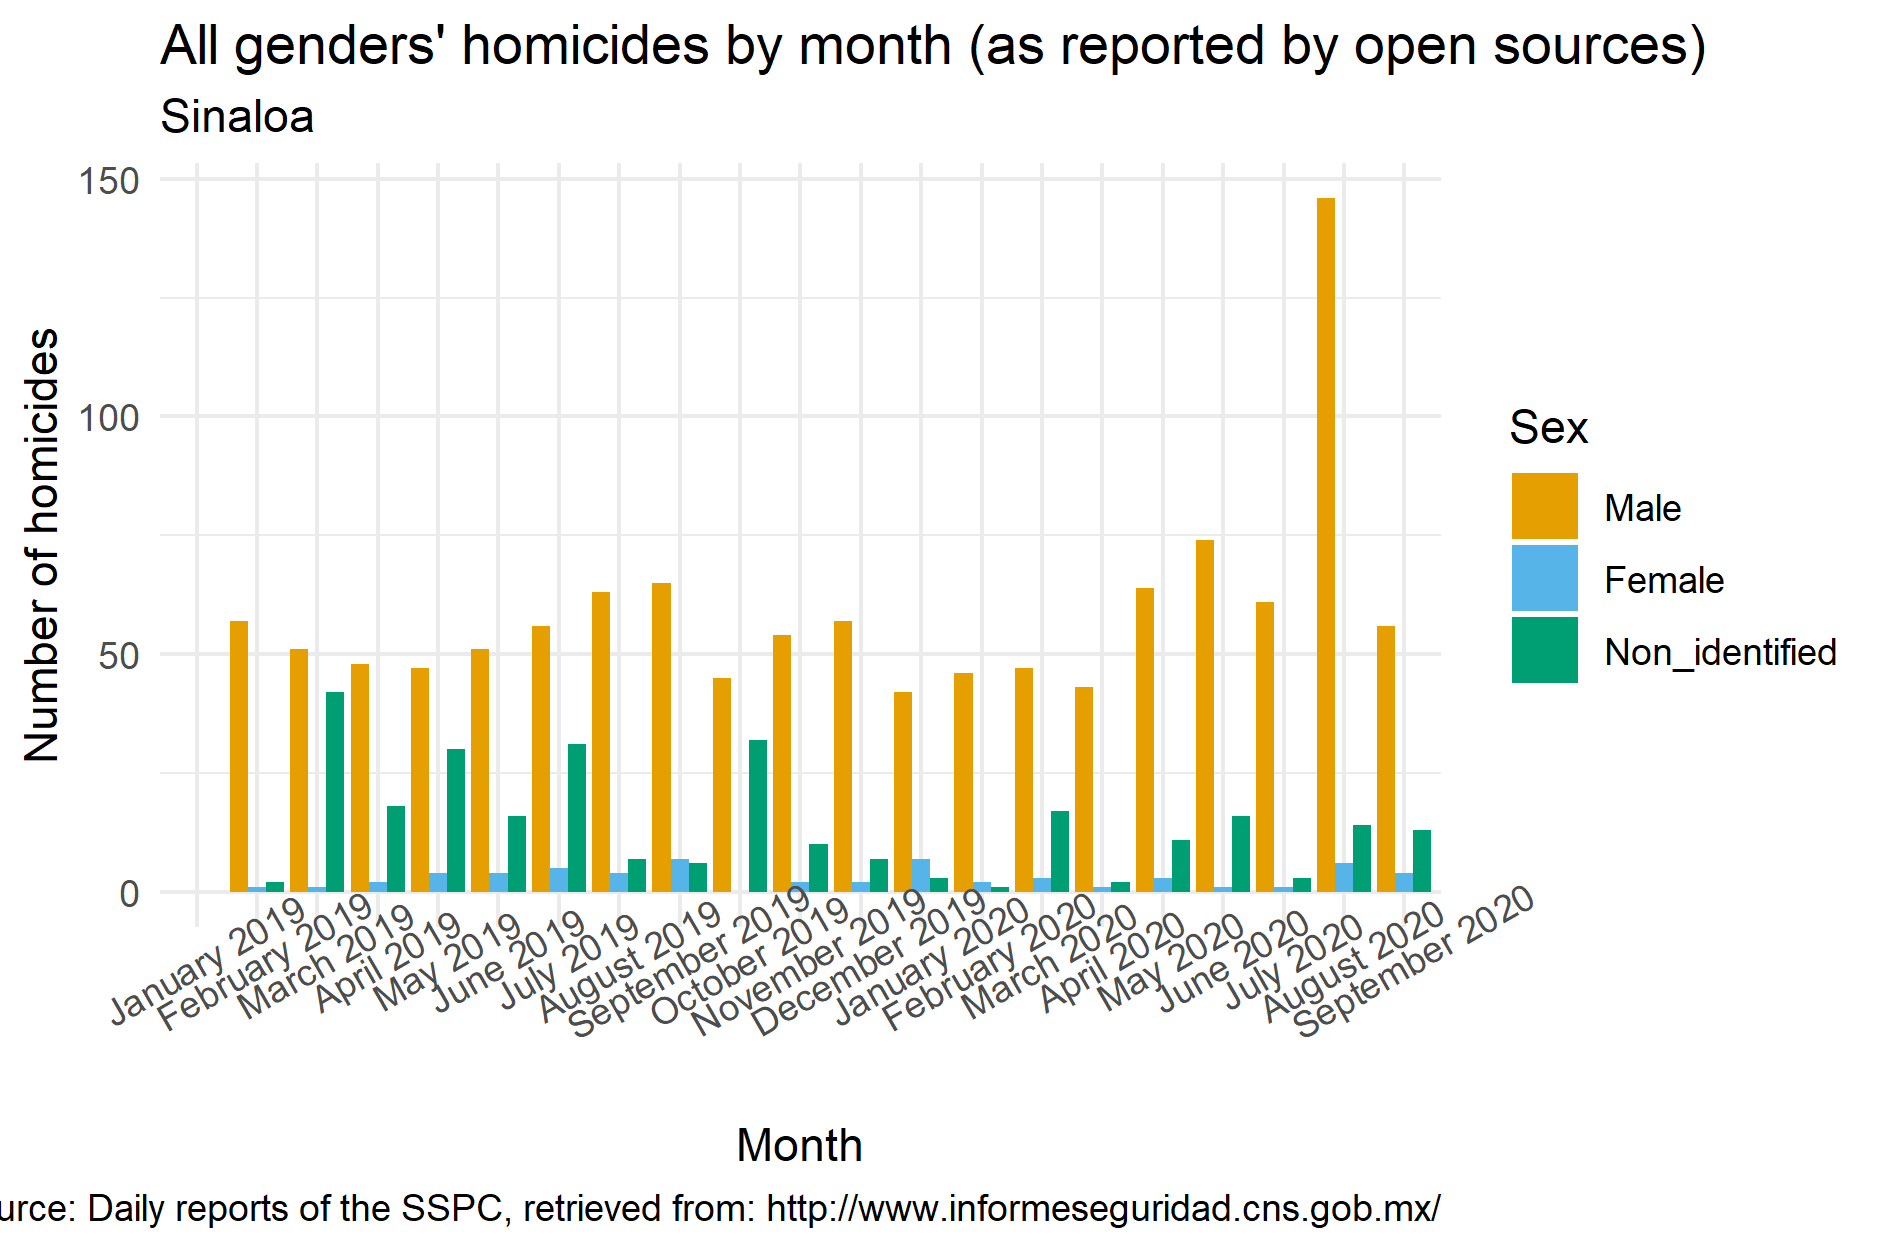 All genders' homicides by month (as reported by open sources)
Sinaloa
150
100
50
0
Number of homicides
January 2019
February 2019
March 2019
April 2019
May 2019
June 2019
July 2019
August 2019
September 2019
October 2019
November 2019
December 2019
January 2020
February 2020
March 2020
April 2020
May 2020
June 2020
July 2020
August 2020
September 2020
Month
Sex
Male
Female
Non_identified
urce: Daily reports of the SSPC, retrieved from: http://www.informeseguridad.cns.gob.mx/